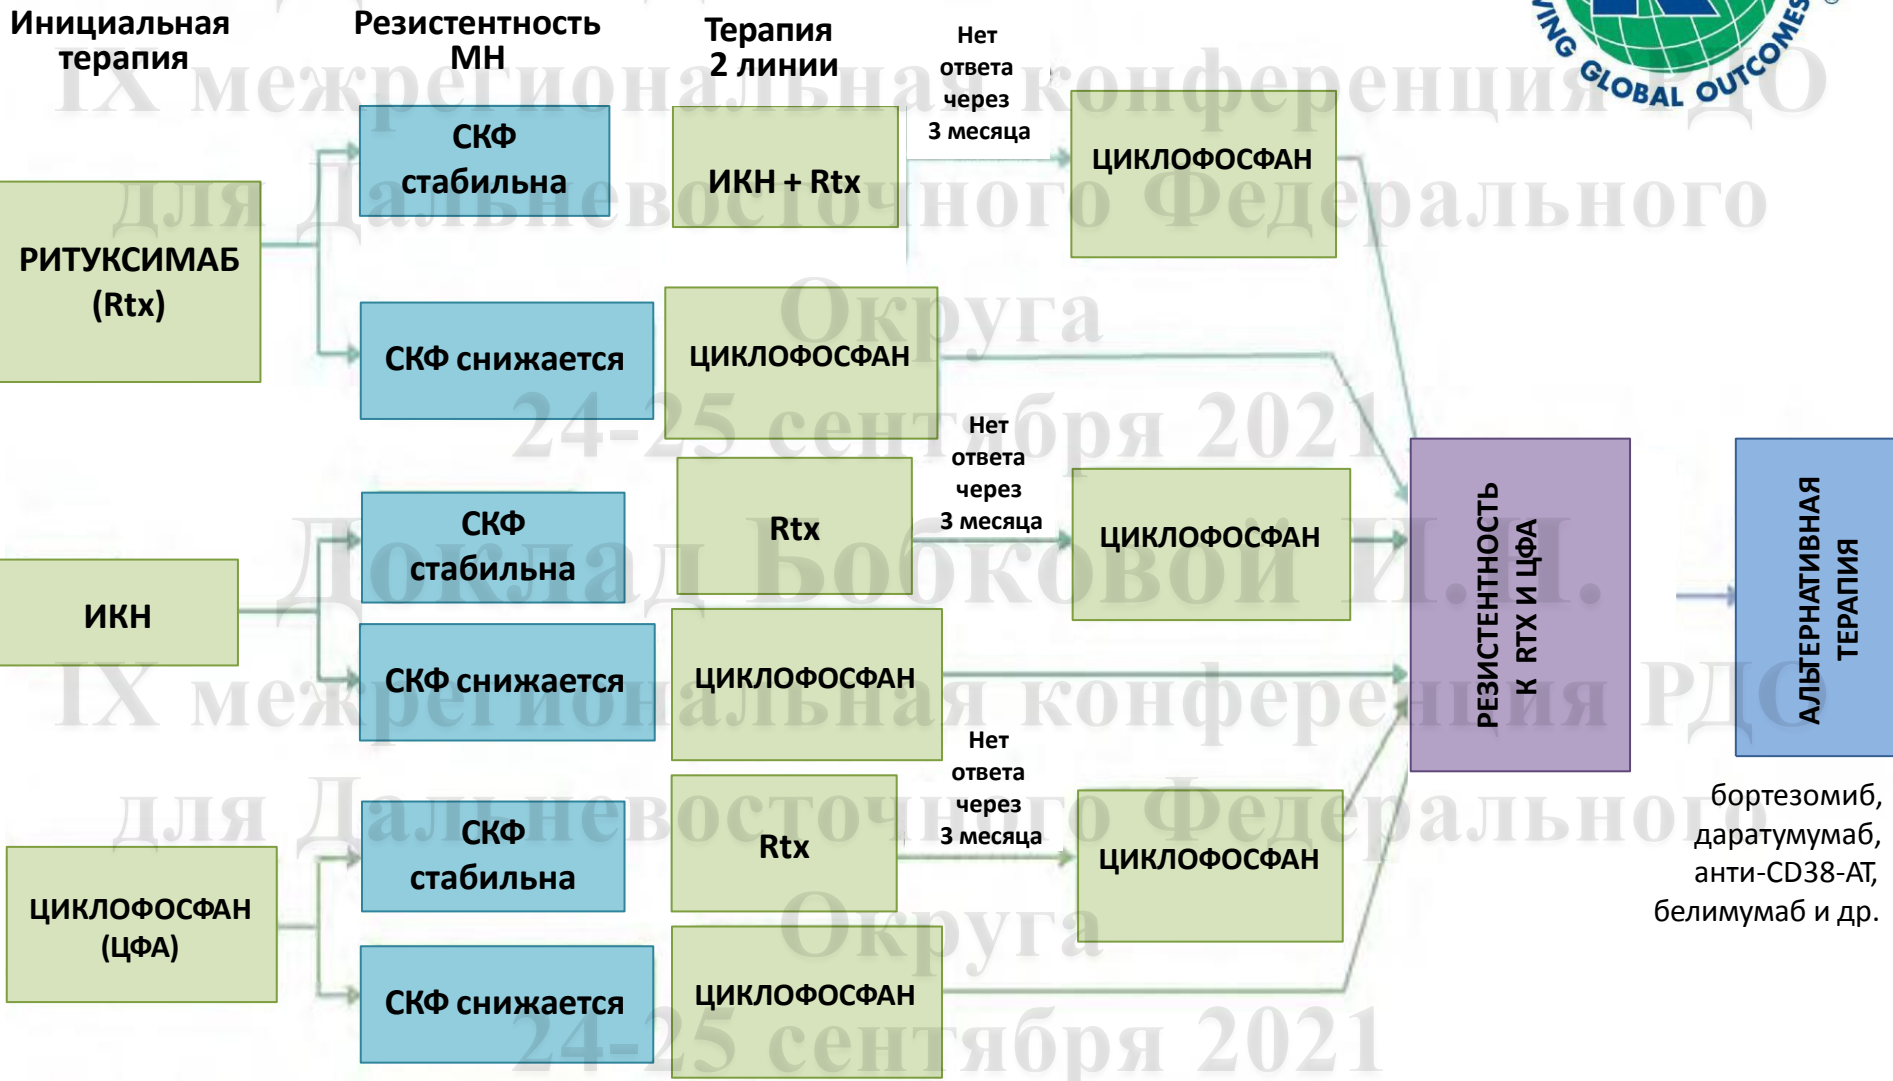 Инициальная
терапия
Резистентность
МН
Терапия
2 линии
Нет
ответа
через
3 месяца
GLOBAL OUTCOMES
®
РИТУКСИМАБ
(Rtx)
СКФ
стабильна
ИКН + Rtx
ЦИКЛОФОСФАН
СКФ снижается
ЦИКЛОФОСФАН
ИКН
СКФ
стабильна
Rtx
Нет
ответа
через
3 месяца
ЦИКЛОФОСФАН
СКФ снижается
ЦИКЛОФОСФАН
ЦИКЛОФОСФАН
(ЦФА)
СКФ
стабильна
Rtx
Нет
ответа
через
3 месяца
ЦИКЛОФОСФАН
СКФ снижается
ЦИКЛОФОСФАН
РЕЗИСТЕНТНОСТЬ
К RTX И ЦФА
АЛЬТЕРНАТИВНАЯ
ТЕРАПИЯ
бортезомиб,
даратумумаб,
анти-CD38-АТ,
белимумаб и др.
IX межрегиональная конференция РДО
для Дальневосточного Федерального
Округа
24-25 сентября 2021
Доклад Бобковой И.Н.
IX межрегиональная конференция РДО
для Дальневосточного Федерального
Округа
24-25 сентября 2021